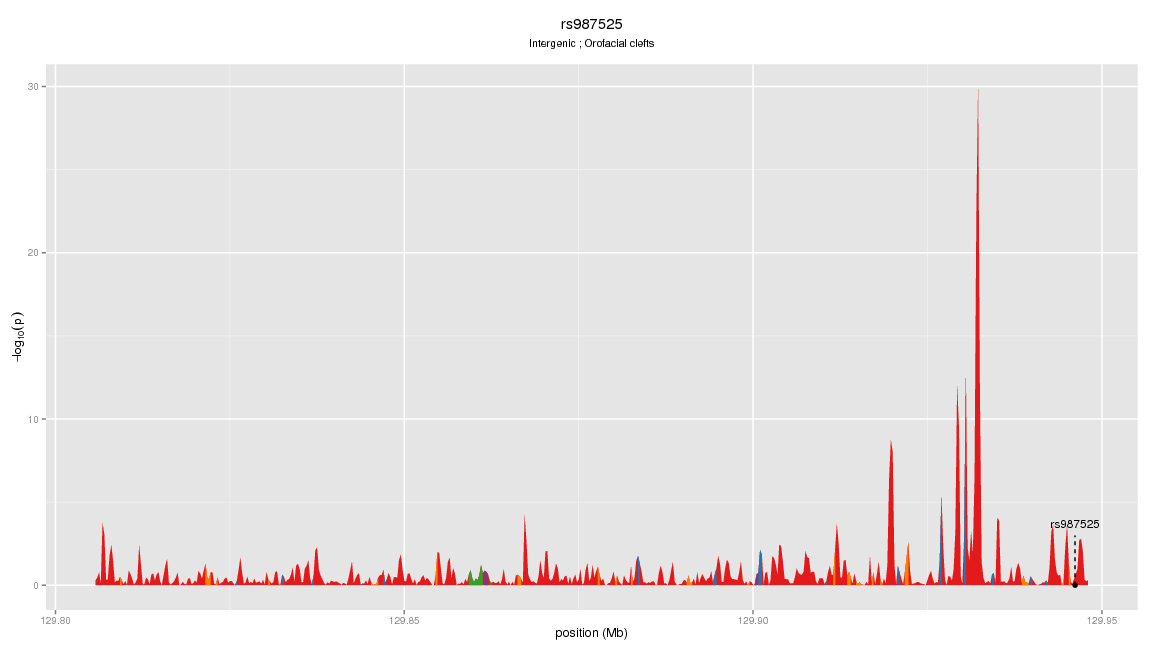 rs987525
Intergenic ; Orofacial clefts
30
20
10
0
−log10(p)
rs987525
129.80 129.85 129.90 129.95
position (Mb)